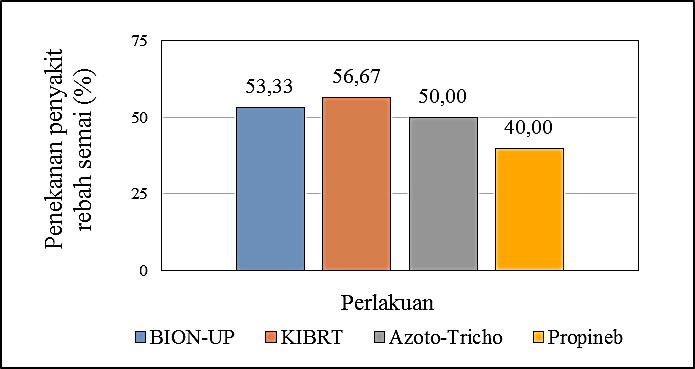 Penekanan penyakit
rebah semai (%)
75
50
25
0
53,33
56,67
50,00
40,00
Perlakuan
BION-UP KIBRT Azoto-Tricho Propineb